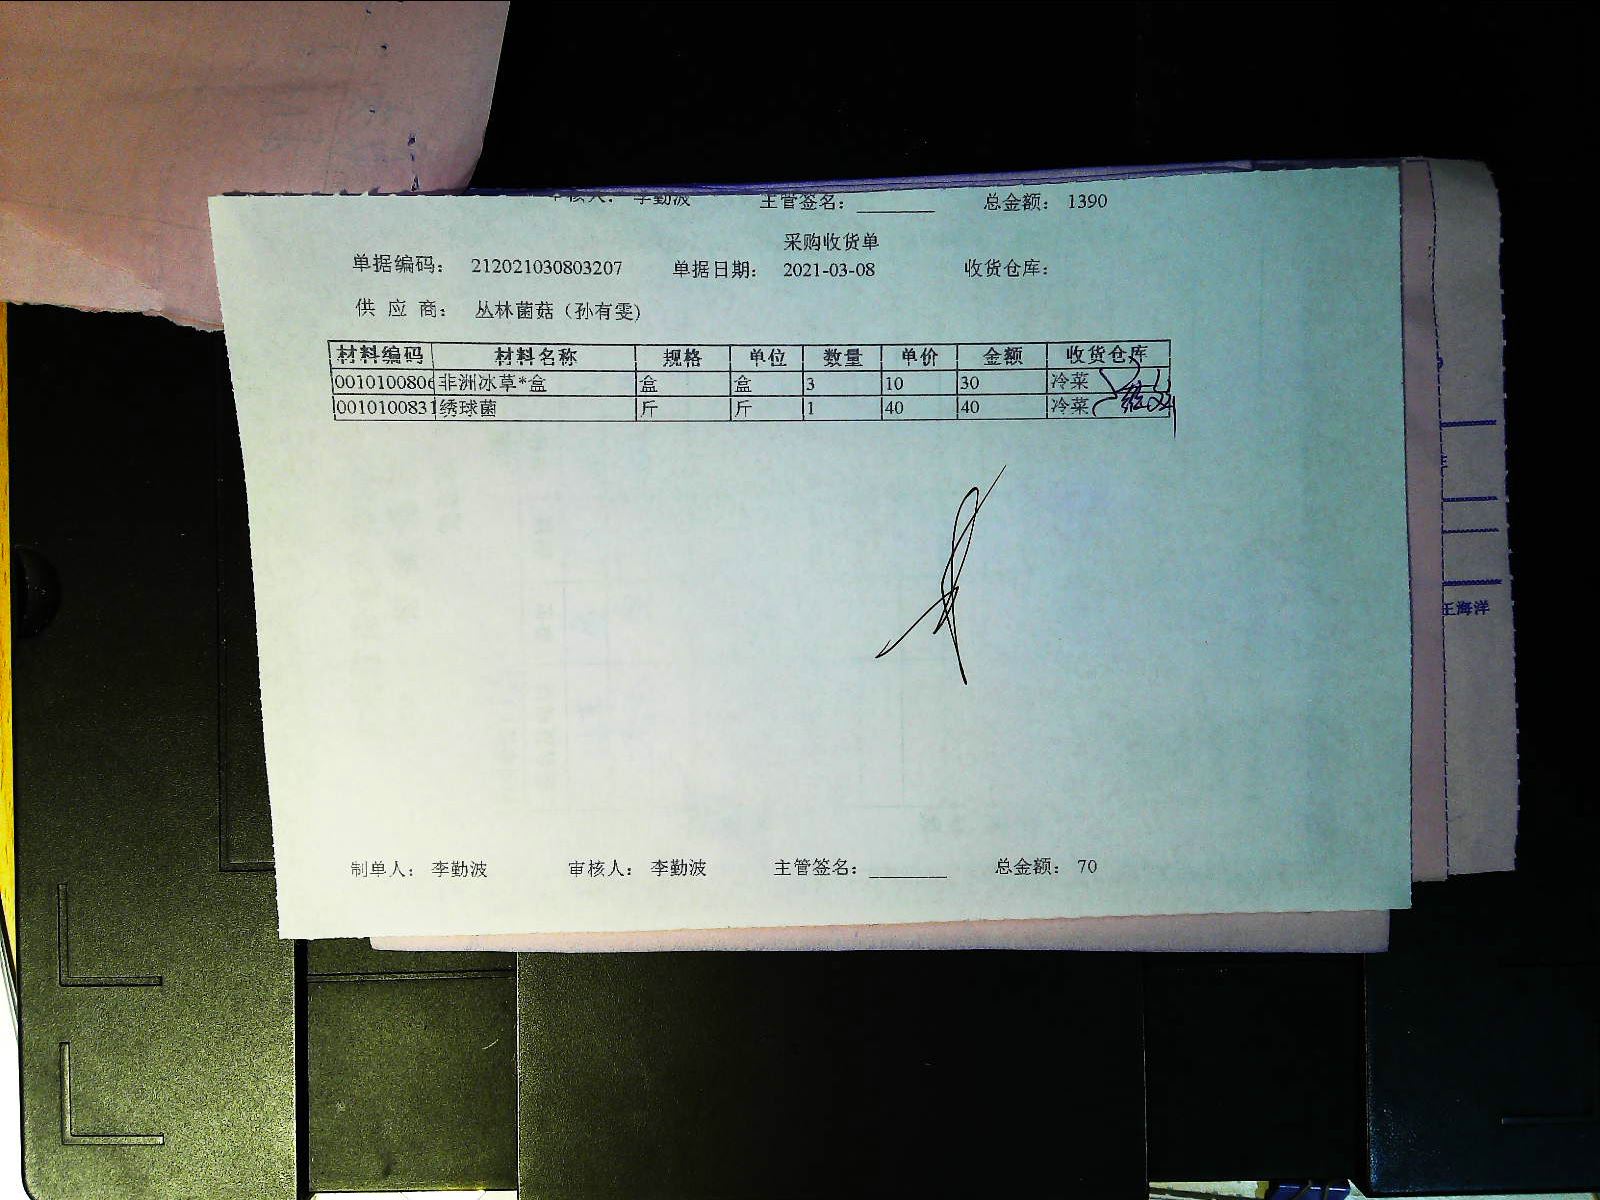 审核人： 李勤波 主管签名：_______ 总金额： 1390
采购收货单
单据编码： 212021030803207 单据日期： 2021-03-08 收货仓库：
供 应 商： 丛林菌菇（孙有雯）
材料编码 材料名称 规格 单位 数量 单价 金额 收货仓库
0010100806 非洲冰草*盒 盒 盒 3 10 30 冷菜
0010100831 绣球菌 斤 斤 1 40 40 冷菜
王海洋
制单人： 李勤波 审核人： 李勤波 主管签名：_______ 总金额： 70